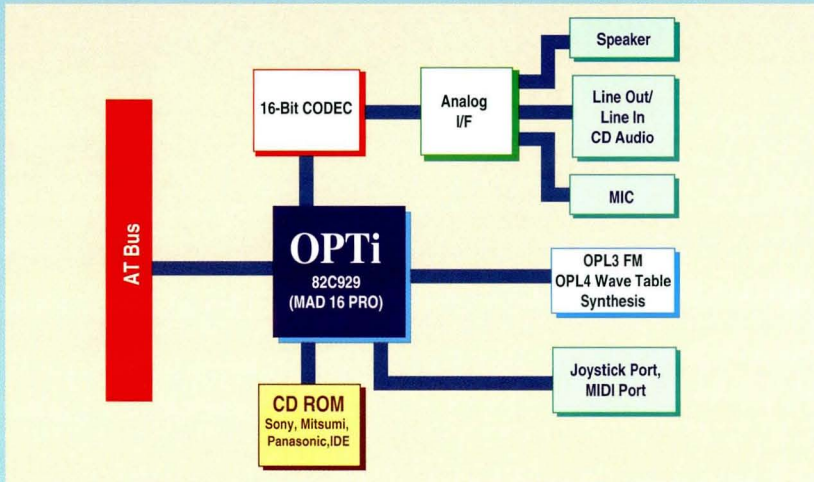 Speaker
16-Bit CODEC
Analog
I/F
Line Out/
Line In
CD Audio
MIC
AT Bus
OPTi
82C929
(MAD 16 PRO)
OPL3 FM
OPL4 Wave Table
Synthesis
Joystick Port,
MIDI Port
CD ROM
Sony, Mitsumi,
Panasonic,IDE